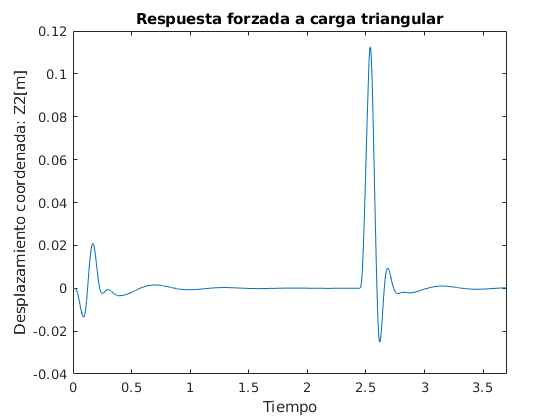 Respuesta forzada a carga triangular
Desplazamiento coordenada: Z2[m]
0.12
0.1
0.08
0.06
0.04
0.02
0
-0.02
-0.04
0 0.5 1 1.5 2 2.5 3 3.5
Tiempo